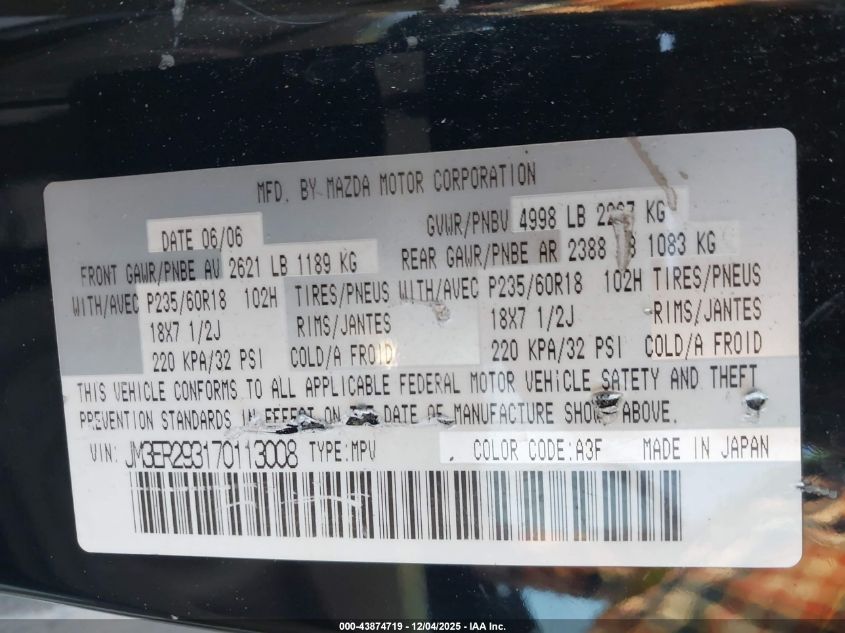 MFD. BY MAZDA MOTOR CORPORATION
DATE 06/06 GVWR/PNBV 4998 LB KG
FRONT GAWR/PNBE AV 2621 LB 1189 KG REAR GAWR/PNBE AR 2388 1083 KG
WITH/AVEC P235/60R18 102H TIRES/PNEUS WITH/AVEC P235/60R18 102H TIRES/PNEUS
18X7 1/2J RIMS/JANTES 18X7 1/2J RIMS/JANTES
220 KPA/32 PSI COLD/A FROID 220 KPA/32 PSI COLD/A FROID
THIS VEHICLE CONFORMS TO ALL APPLICABLE FEDERAL MOTOR VEHICLE SAFETY AND THEFT
PREVENTION STANDARDS IN EFFECT ON DATE OF MANUFACTURE ABOVE.
VIN: JM3ER293170113008 TYPE:MPV COLOR CODE:A3F MADE IN JAPAN
000-43874719 - 12/04/2025 - IAA Inc.